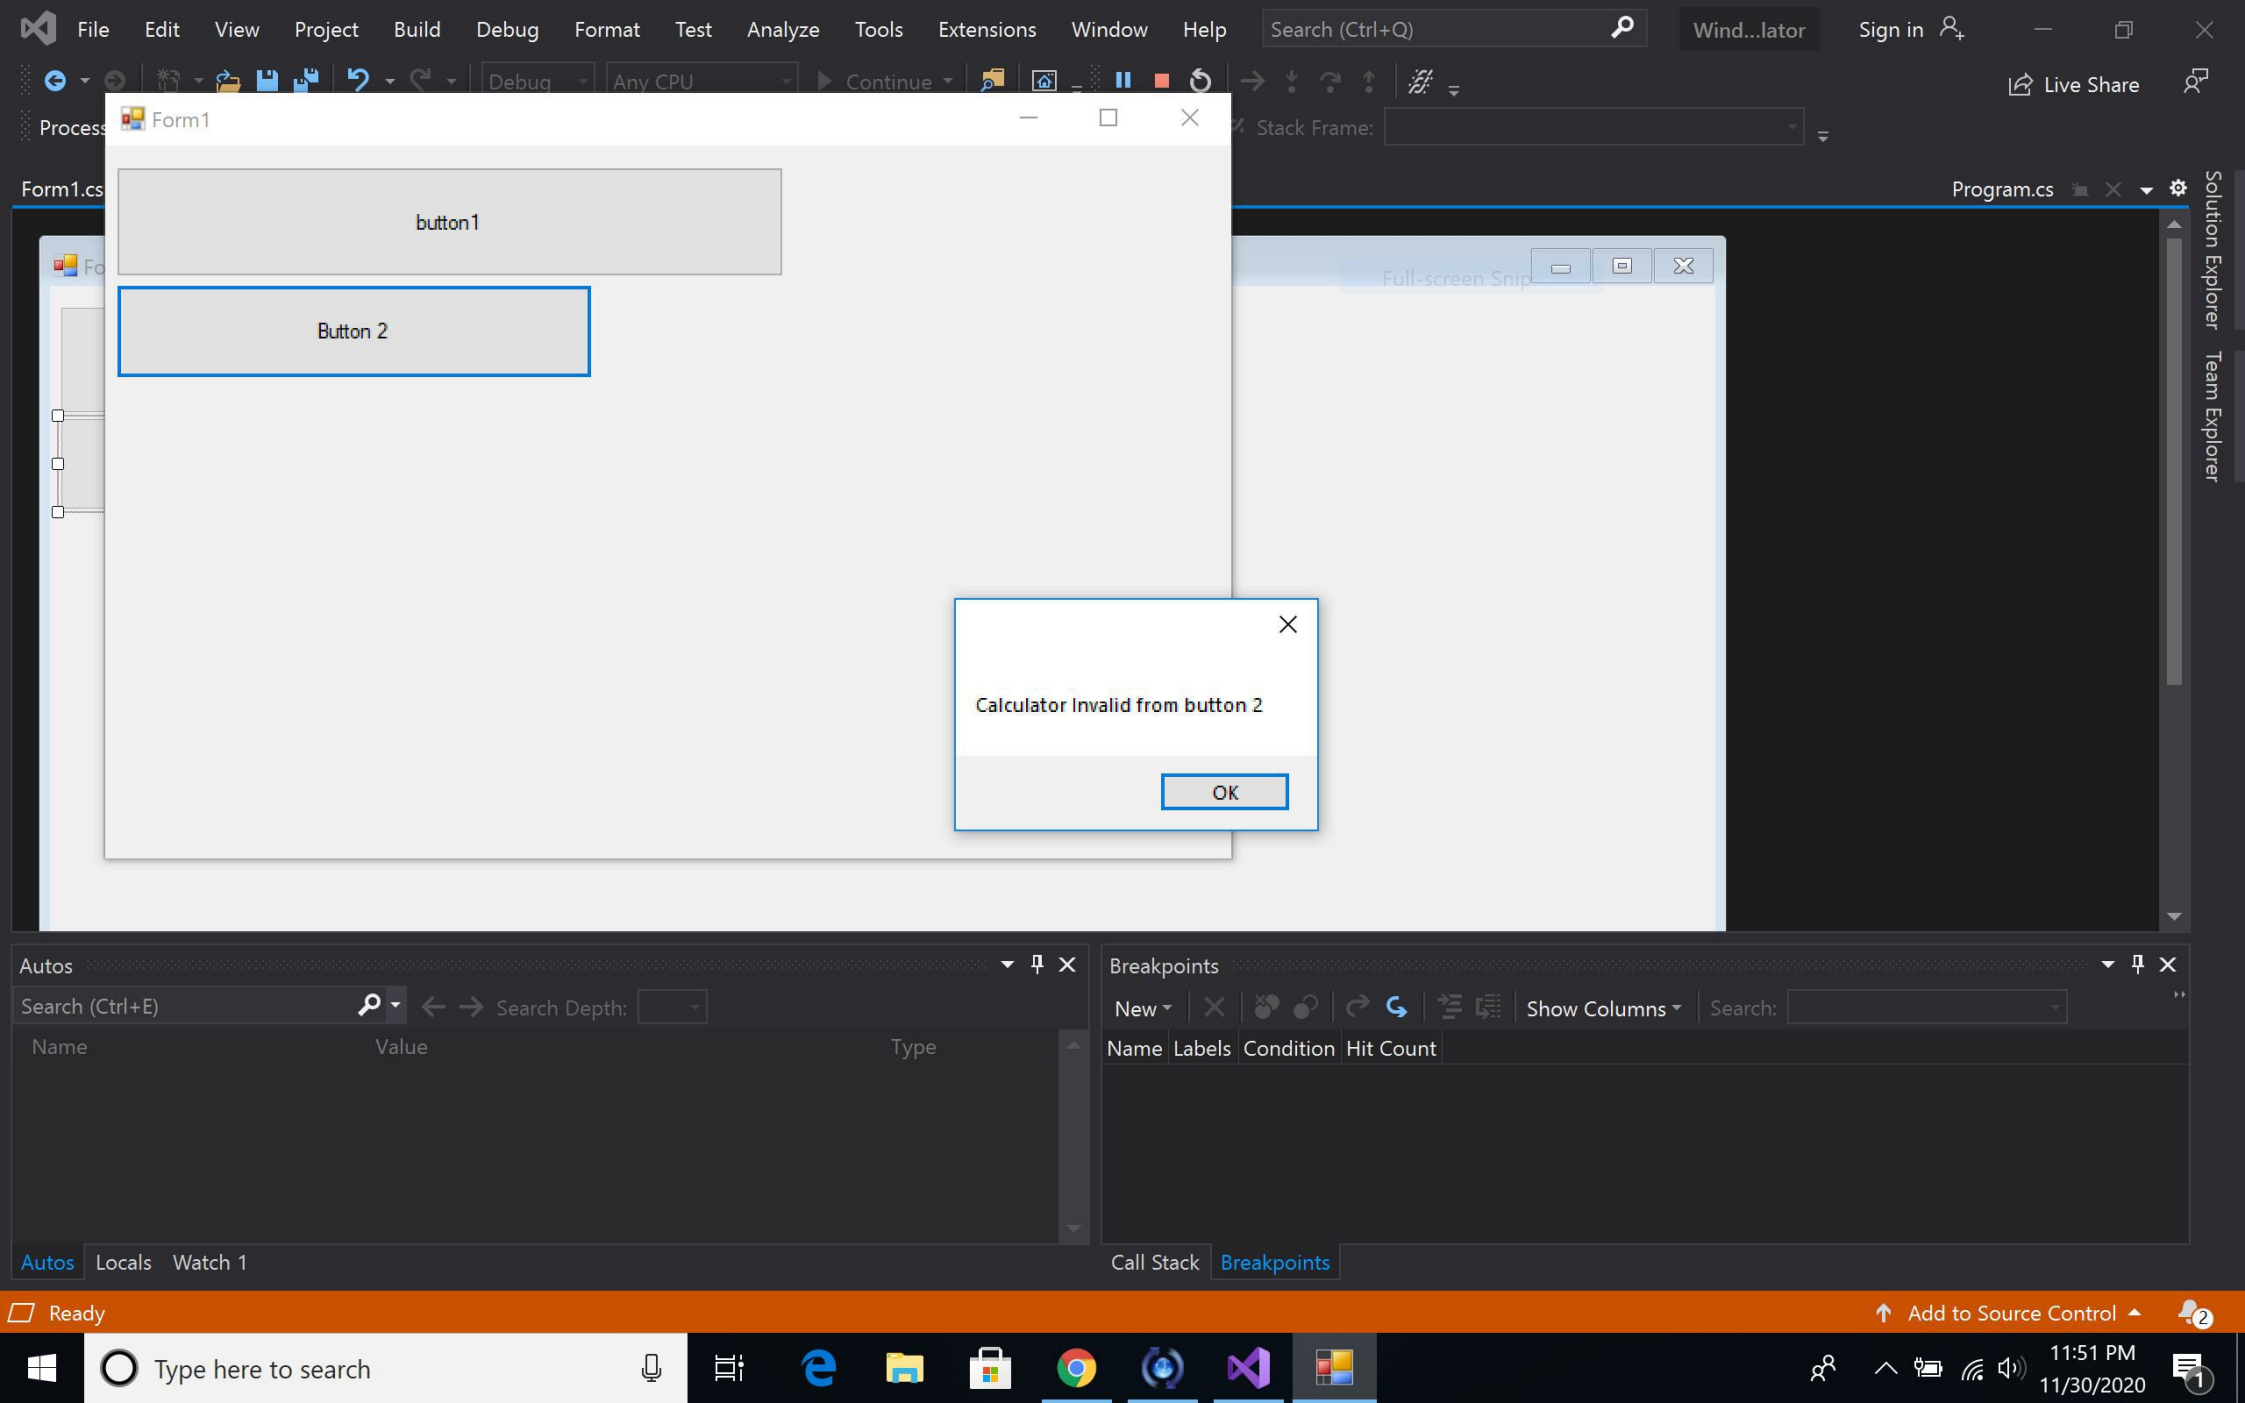 File Edit View Project Build Debug Format Test Analyze Tools Extensions Window Help Search (Ctrl+Q) Wind...lator Sign in
Debug Any CPU Continue Live Share
Process Stack Frame:
Form1
Form1.cs Program.cs
Solution Explorer
Team Explorer
button1
Fo
Full-screen Snip
Button 2
Calculator Invalid from button 2
OK
Autos
Search (Ctrl+E) Search Depth:
Name Value Type
Autos Locals Watch 1
Breakpoints
New Show Columns Search:
Name Labels Condition Hit Count
Call Stack Breakpoints
Ready Add to Source Control 2
Type here to search
11:51 PM
11/30/2020
1